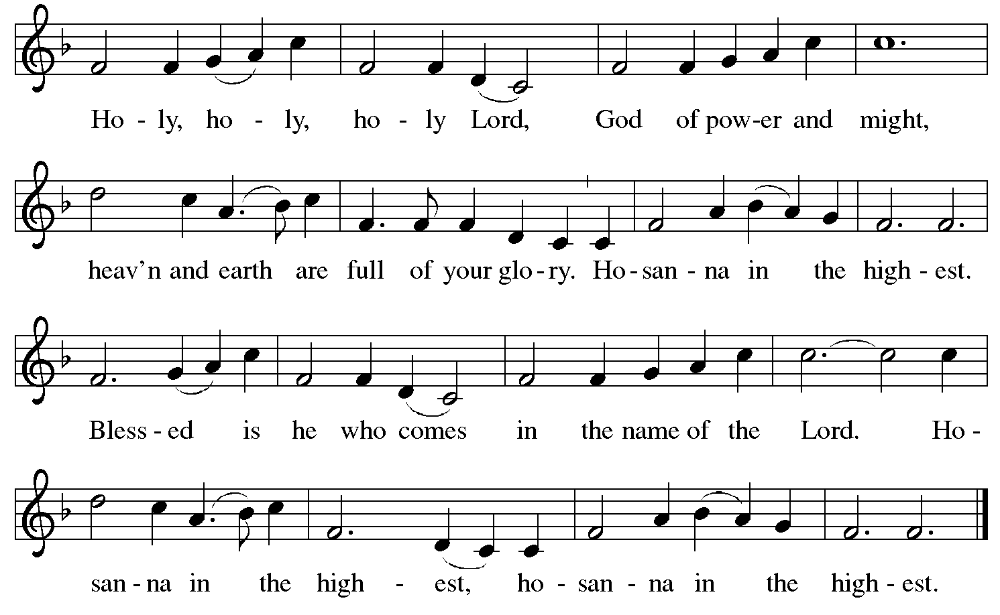 Ho - ly, ho - ly, ho - ly Lord, God of pow-er and might,
heav'n and earth are full of your glo - ry. Ho - san - na in the high - est.
Bless - ed is he who comes in the name of the Lord. Ho -
san - na in the high - est, ho - san - na in the high - est.